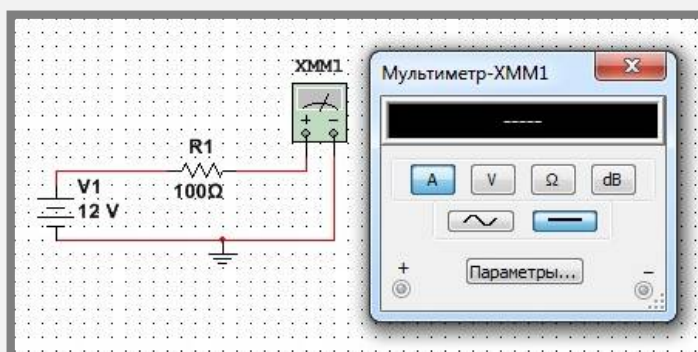 XMM1
+ −
R1
100Ω
V1
12 V
Мультиметр-XMM1
-----
A V Ω dB
Параметры...
+ −